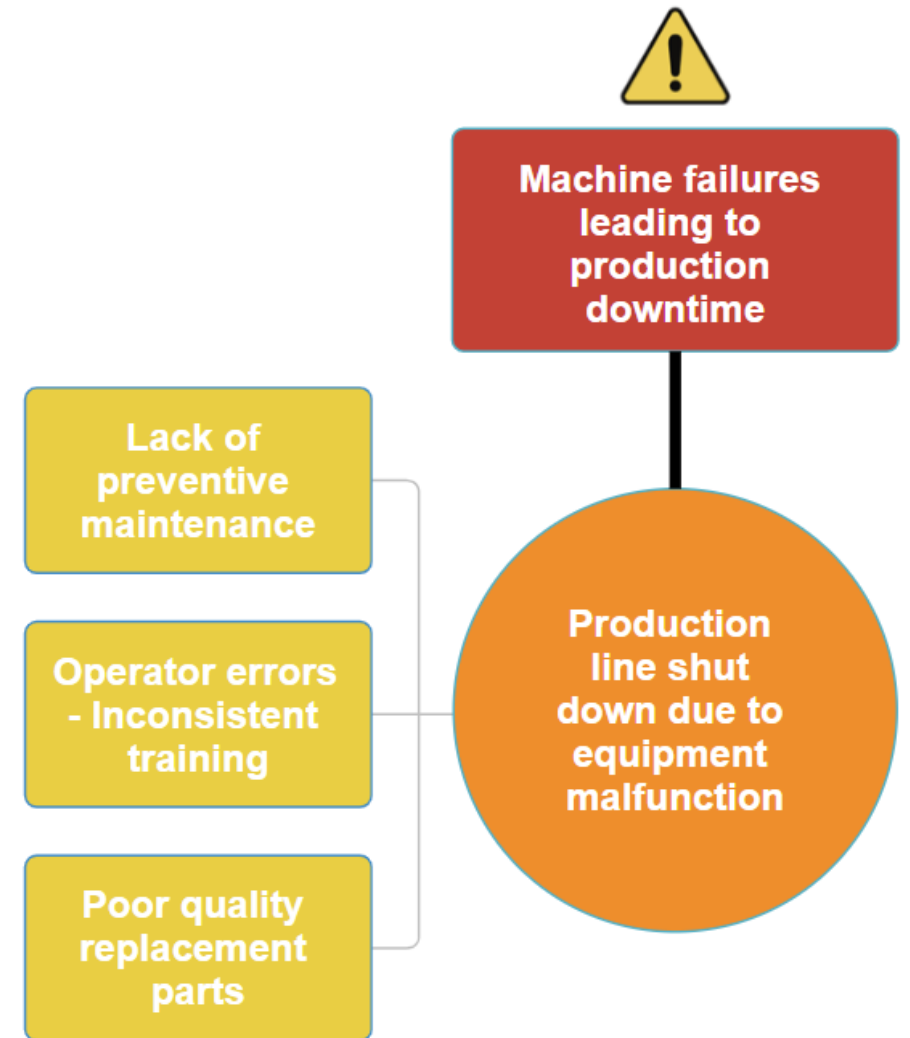 Machine failures
leading to
production
downtime
Lack of
preventive
maintenance
Operator errors
- Inconsistent
training
Poor quality
replacement
parts
Production
line shut
down due to
equipment
malfunction